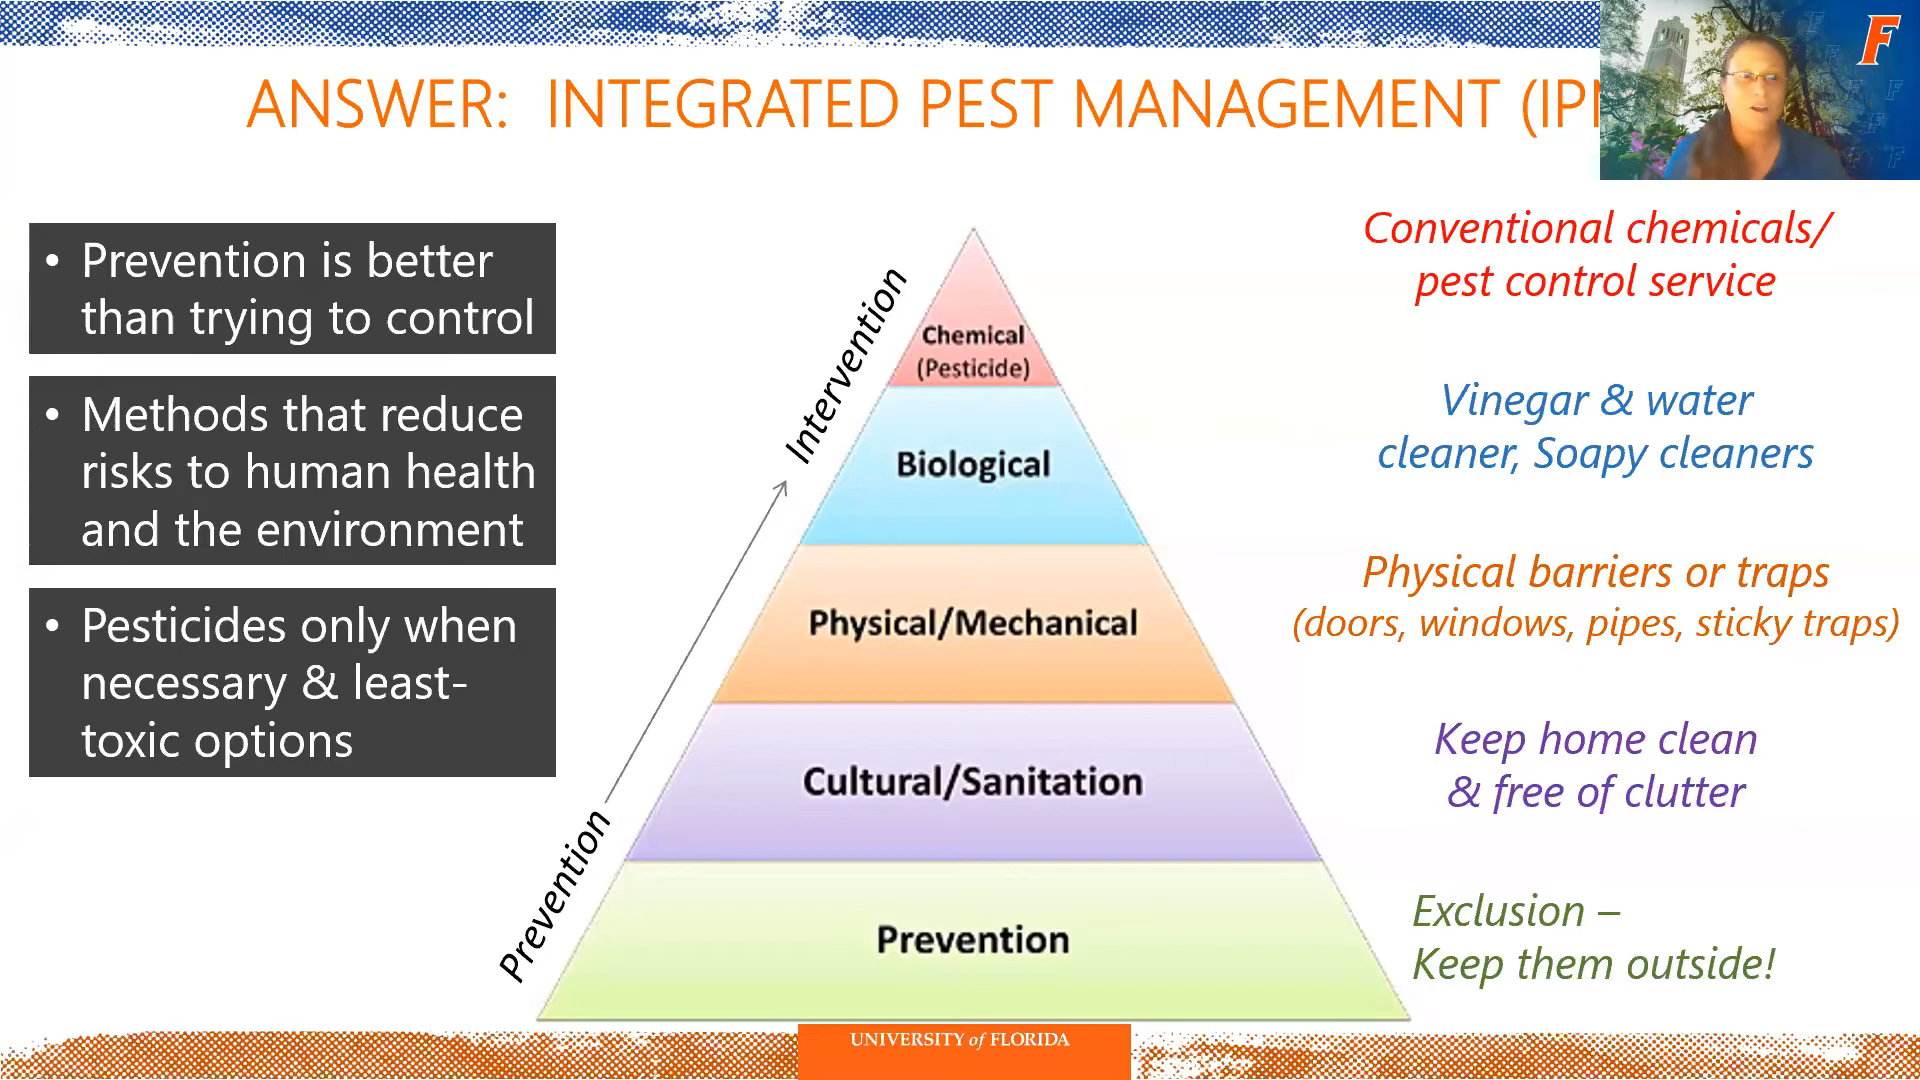 ANSWER: INTEGRATED PEST MANAGEMENT
F
• Prevention is better
than trying to control
• Methods that reduce
risks to human health
and the environment
• Pesticides only when
necessary & least-
toxic options
Intervention
Prevention
Chemical
(Pesticide)
Biological
Physical/Mechanical
Cultural/Sanitation
Prevention
Conventional chemicals/
pest control service
Vinegar & water
cleaner, Soapy cleaners
Physical barriers or traps
(doors, windows, pipes, sticky traps)
Keep home clean
& free of clutter
Exclusion –
Keep them outside!
UNIVERSITY of FLORIDA